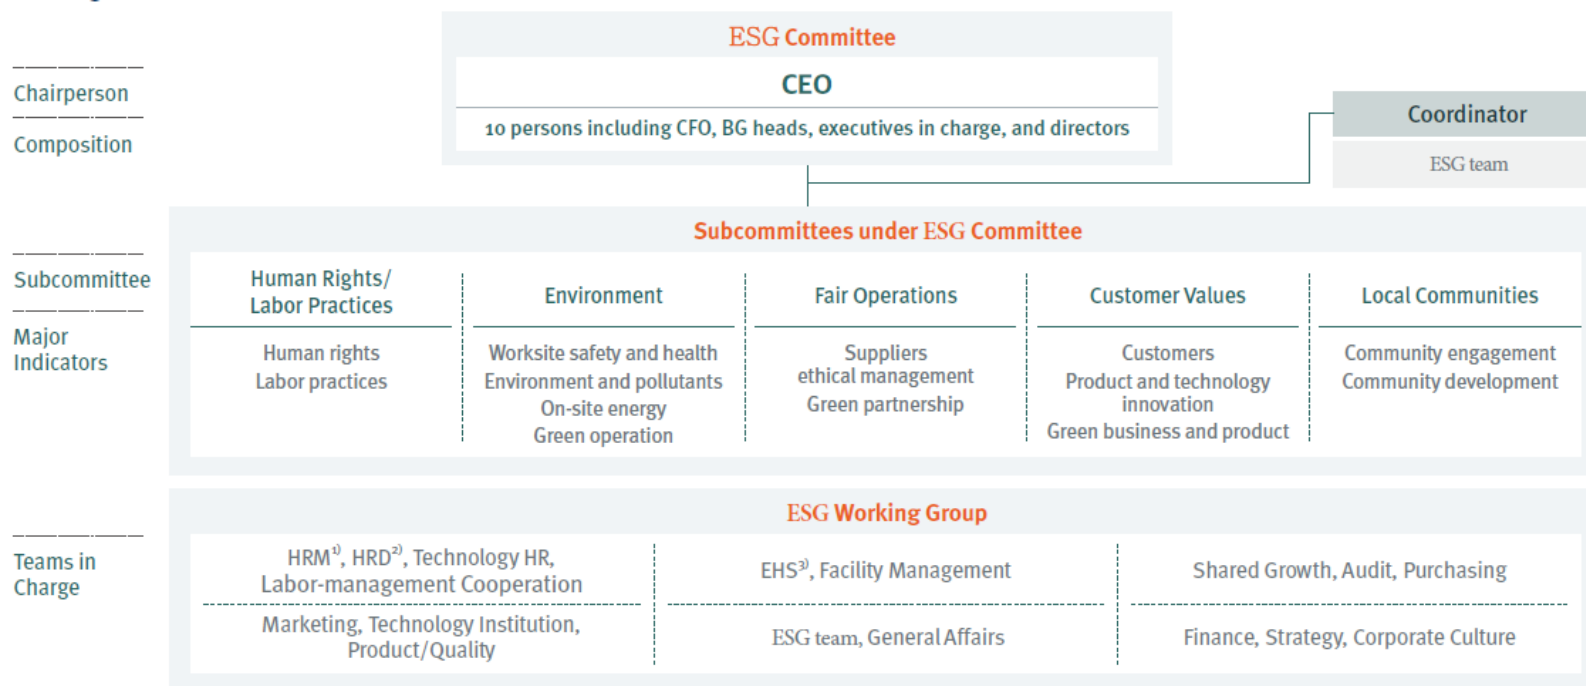 ESG Committee
Chairperson
CEO
Composition
10 persons including CFO, BG heads, executives in charge, and directors
Coordinator
ESG team
Subcommittees under ESG Committee
Subcommittee
Human Rights/
Labor Practices
Environment
Fair Operations
Customer Values
Local Communities
Major
Indicators
Human rights
Labor practices
Worksite safety and health
Environment and pollutants
On-site energy
Green operation
Suppliers
ethical management
Green partnership
Customers
Product and technology
innovation
Green business and product
Community engagement
Community development
ESG Working Group
Teams in
Charge
HRM¹⁾, HRD²⁾, Technology HR,
Labor-management Cooperation
EHS³⁾, Facility Management
Shared Growth, Audit, Purchasing
Marketing, Technology Institution,
Product/Quality
ESG team, General Affairs
Finance, Strategy, Corporate Culture